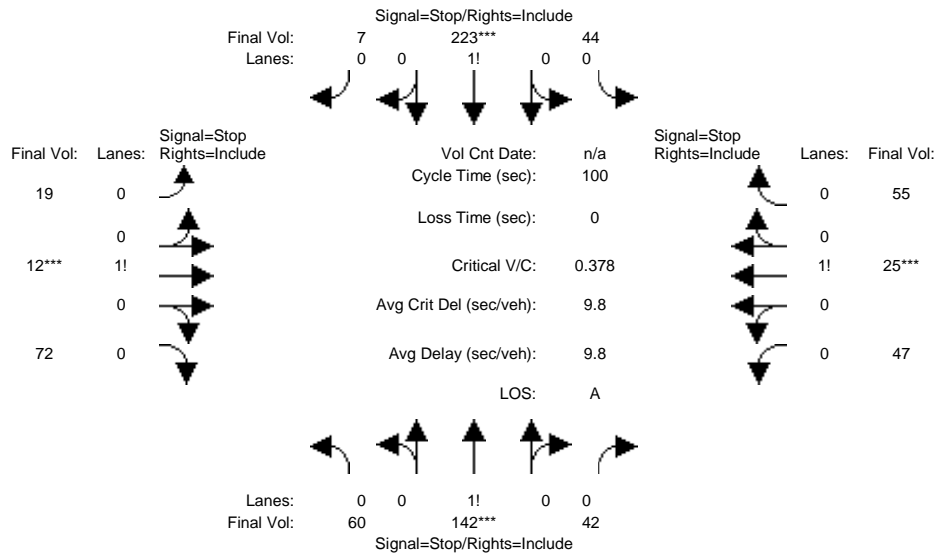 Signal=Stop/Rights=Include
Final Vol: 7 223*** 44
Lanes: 0 0 1! 0 0
Signal=Stop Signal=Stop
Final Vol: Lanes: Rights=Include Vol Cnt Date: n/a Rights=Include Lanes: Final Vol:
Cycle Time (sec): 100
19 0 0 55
Loss Time (sec): 0
0 0
12*** 1! Critical V/C: 0.378 1! 25***
0 Avg Crit Del (sec/veh): 9.8 0
72 0 Avg Delay (sec/veh): 9.8 0 47
LOS: A
Lanes: 0 0 1! 0 0
Final Vol: 60 142*** 42
Signal=Stop/Rights=Include